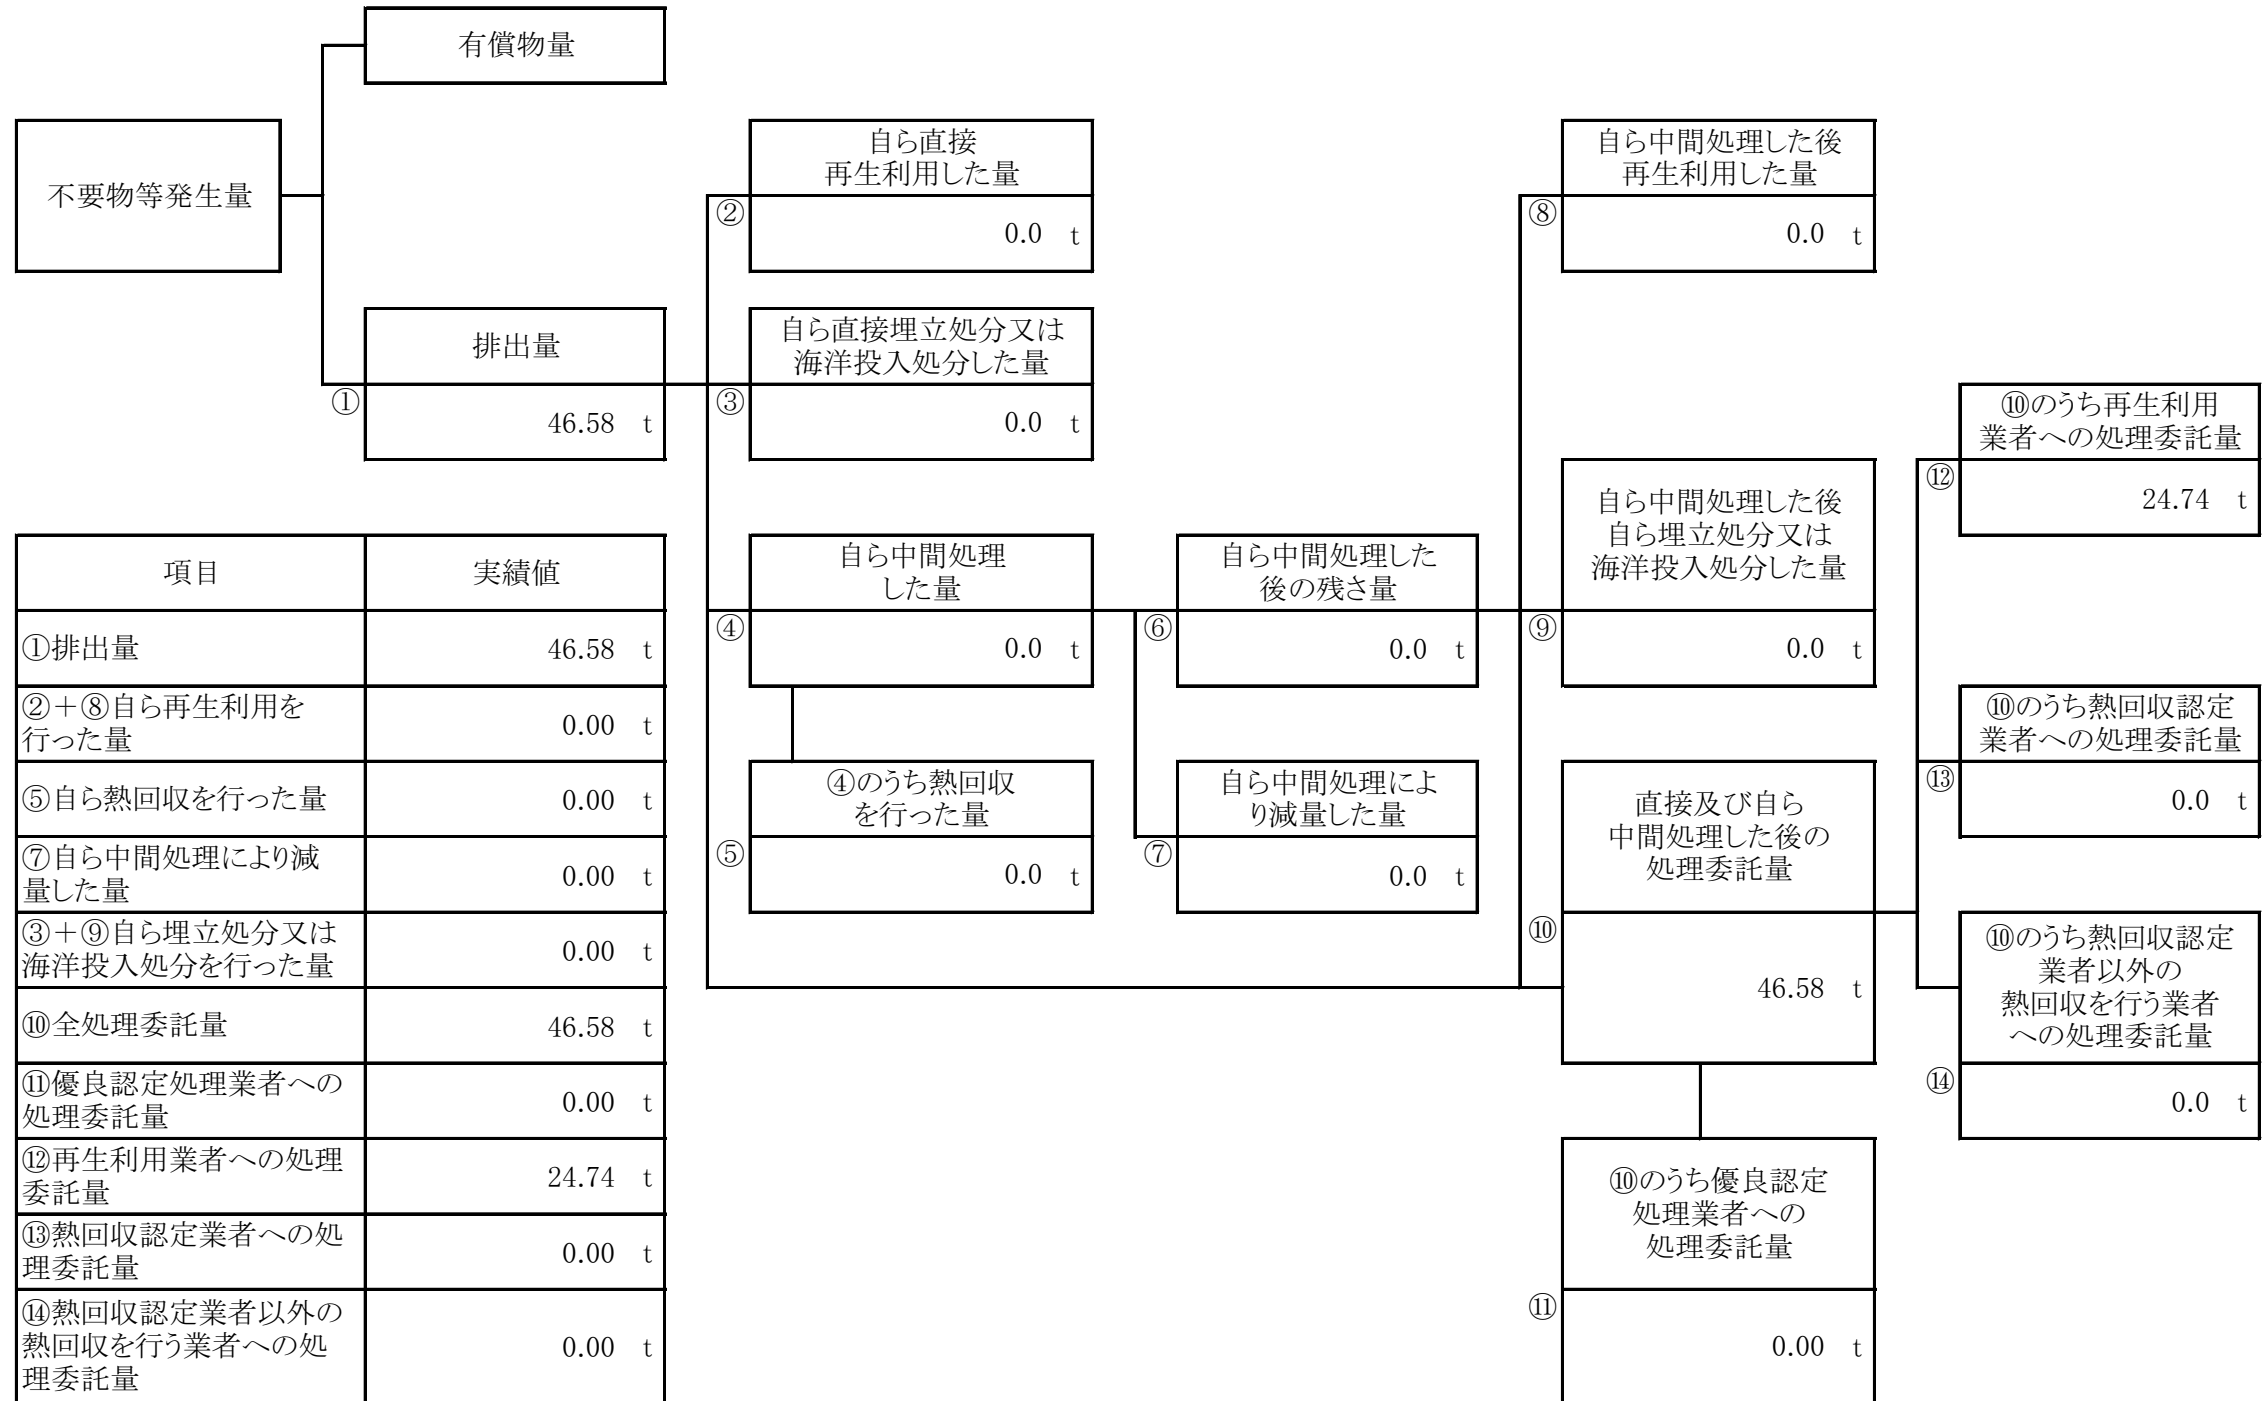 有償物量
不要物等発生量
自ら直接
再生利用した量
②
0.0 t
自ら中間処理した後
再生利用した量
⑧
0.0 t
排出量
①
46.58 t
自ら直接埋立処分又は
海洋投入処分した量
③
0.0 t
⑩のうち再生利用
業者への処理委託量
⑫
24.74 t
自ら中間処理した後
自ら埋立処分又は
海洋投入処分した量
⑨
0.0 t
自ら中間処理
した量
④
0.0 t
自ら中間処理した
後の残さ量
⑥
0.0 t
⑩のうち熱回収認定
業者への処理委託量
⑬
0.0 t
④のうち熱回収
を行った量
⑤
0.0 t
自ら中間処理によ
り減量した量
⑦
0.0 t
直接及び自ら
中間処理した後の
処理委託量
⑩
46.58 t
⑩のうち熱回収認定
業者以外の
熱回収を行う業者
への処理委託量
⑭
0.0 t
⑩のうち優良認定
処理業者への
処理委託量
⑪
0.00 t
項目 実績値
①排出量 46.58 t
②＋⑧自ら再生利用を
行った量 0.00 t
⑤自ら熱回収を行った量 0.00 t
⑦自ら中間処理により減
量した量 0.00 t
③＋⑨自ら埋立処分又は
海洋投入処分を行った量 0.00 t
⑩全処理委託量 46.58 t
⑪優良認定処理業者への
処理委託量 0.00 t
⑫再生利用業者への処理
委託量 24.74 t
⑬熱回収認定業者への処
理委託量 0.00 t
⑭熱回収認定業者以外の
熱回収を行う業者への処
理委託量 0.00 t